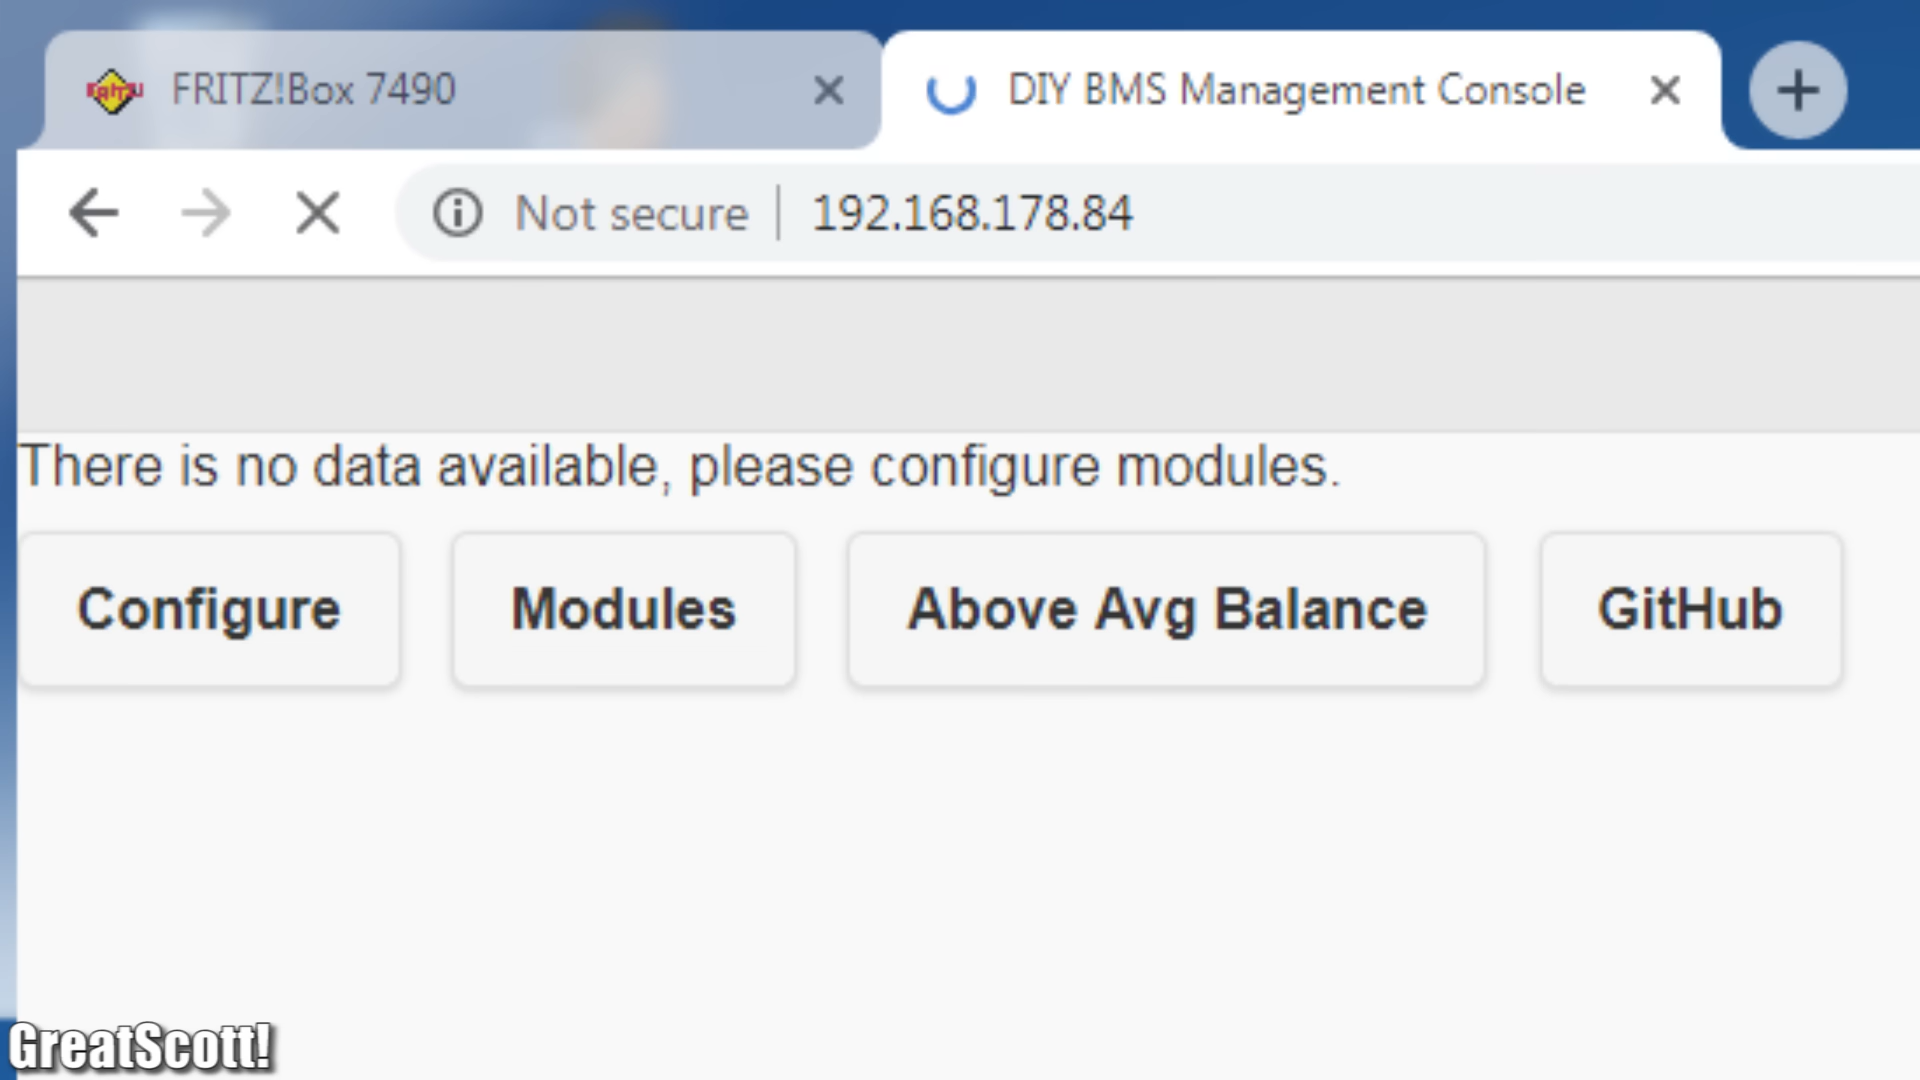 FRITZ!Box 7490
DIY BMS Management Console
Not secure
192.168.178.84
There is no data available, please configure modules.
Configure
Modules
Above Avg Balance
GitHub
GreatScott!